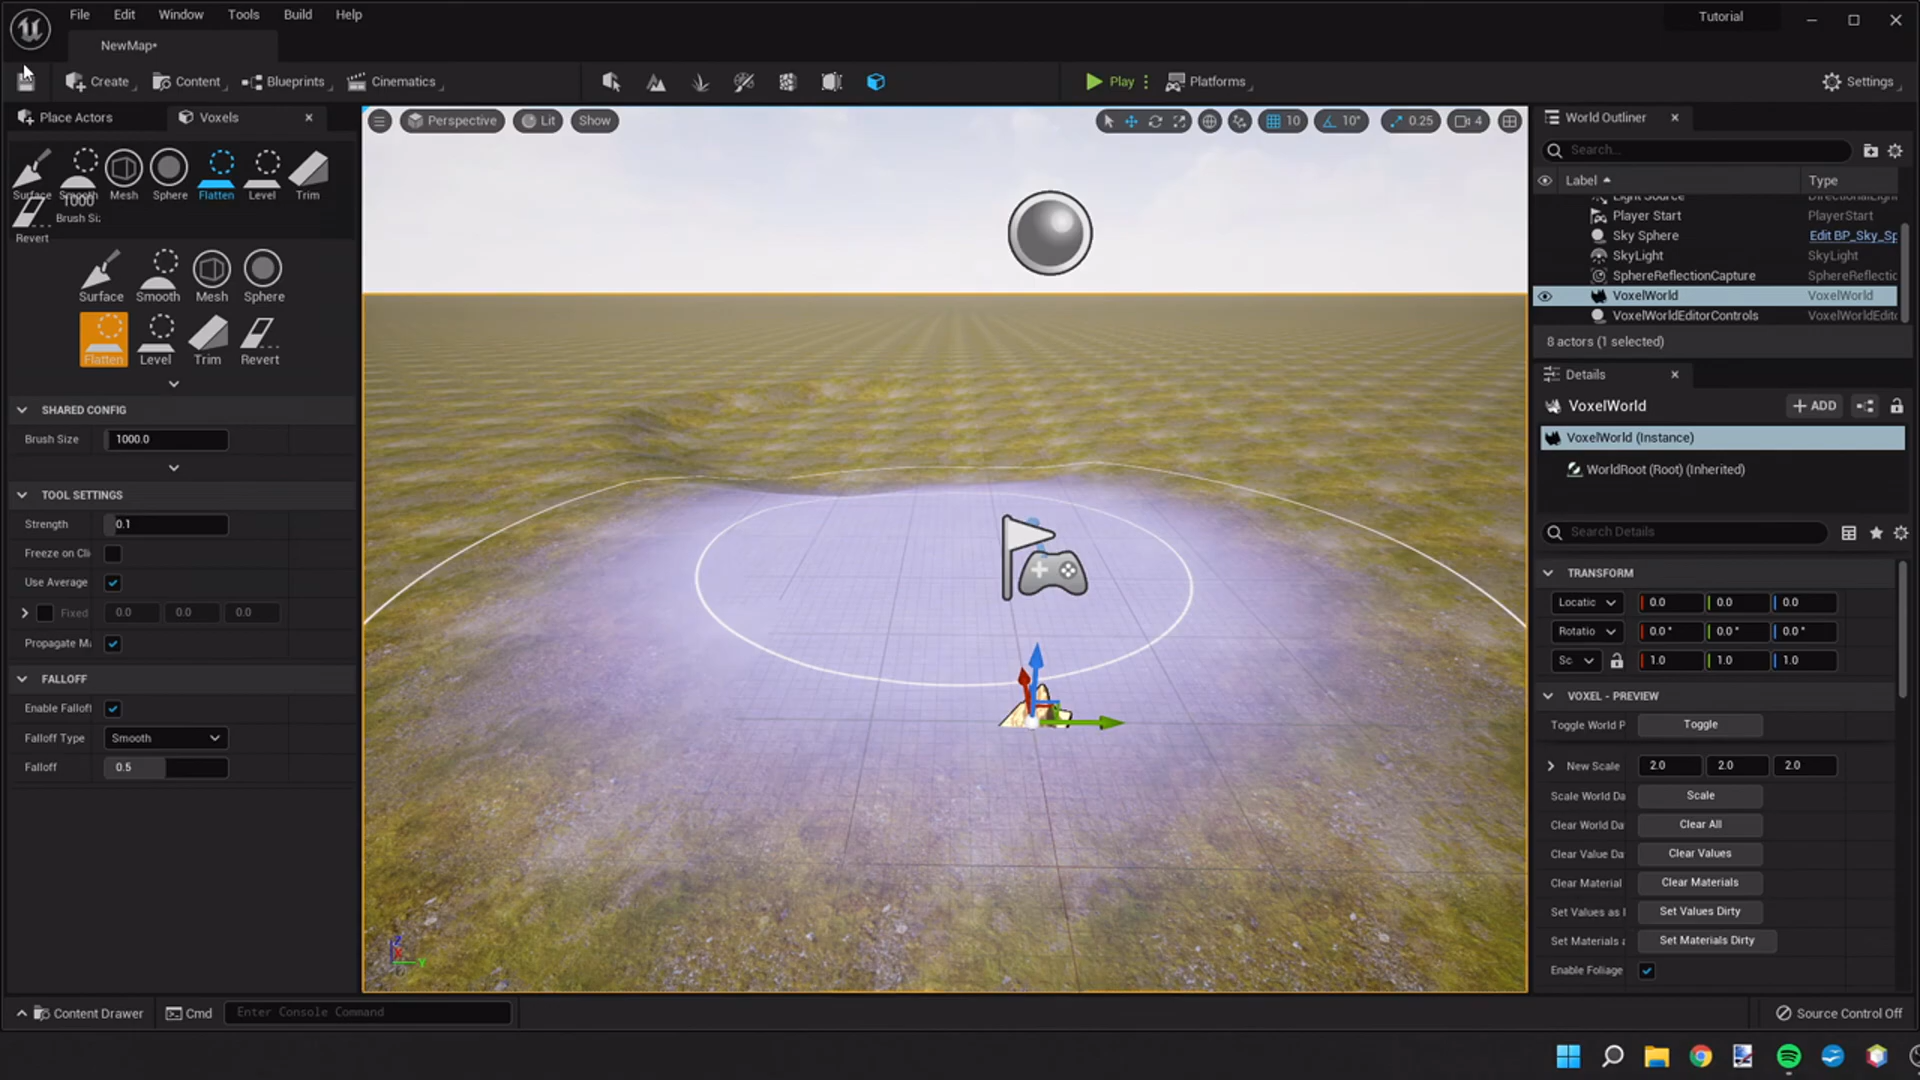 File Edit Window Tools Build Help
Tutorial
NewMap*
Create Content Blueprints Cinematics
Play Platforms
Settings
Place Actors
Voxels
Surface Smooth Mesh Sphere Flatten Level Trim
1000
Brush Si:
Revert
Surface Smooth Mesh Sphere
Flatten Level Trim Revert
SHARED CONFIG
Brush Size 1000.0
TOOL SETTINGS
Strength 0.1
Freeze on Cli
Use Average
Fixed 0.0 0.0 0.0
Propagate Ma
FALLOFF
Enable Falloff
Falloff Type Smooth
Falloff 0.5
Perspective Lit Show
10 10° 0.25 4
Z
X
Y
World Outliner
Search...
Label Type
Light Source DirectionalLight
Player Start PlayerStart
Sky Sphere Edit BP_Sky_Sp
SkyLight SkyLight
SphereReflectionCapture SphereReflectic
VoxelWorld VoxelWorld
VoxelWorldEditorControls VoxelWorldEdito
8 actors (1 selected)
Details
VoxelWorld
+ ADD
VoxelWorld (Instance)
WorldRoot (Root) (Inherited)
Search Details
TRANSFORM
Locatic 0.0 0.0 0.0
Rotatio 0.0° 0.0° 0.0°
Sc 1.0 1.0 1.0
VOXEL - PREVIEW
Toggle World P Toggle
New Scale 2.0 2.0 2.0
Scale World Da Scale
Clear World Da Clear All
Clear Value Da Clear Values
Clear Material Clear Materials
Set Values as I Set Values Dirty
Set Materials a Set Materials Dirty
Enable Foliage
Content Drawer
Cmd
Enter Console Command
Source Control Off